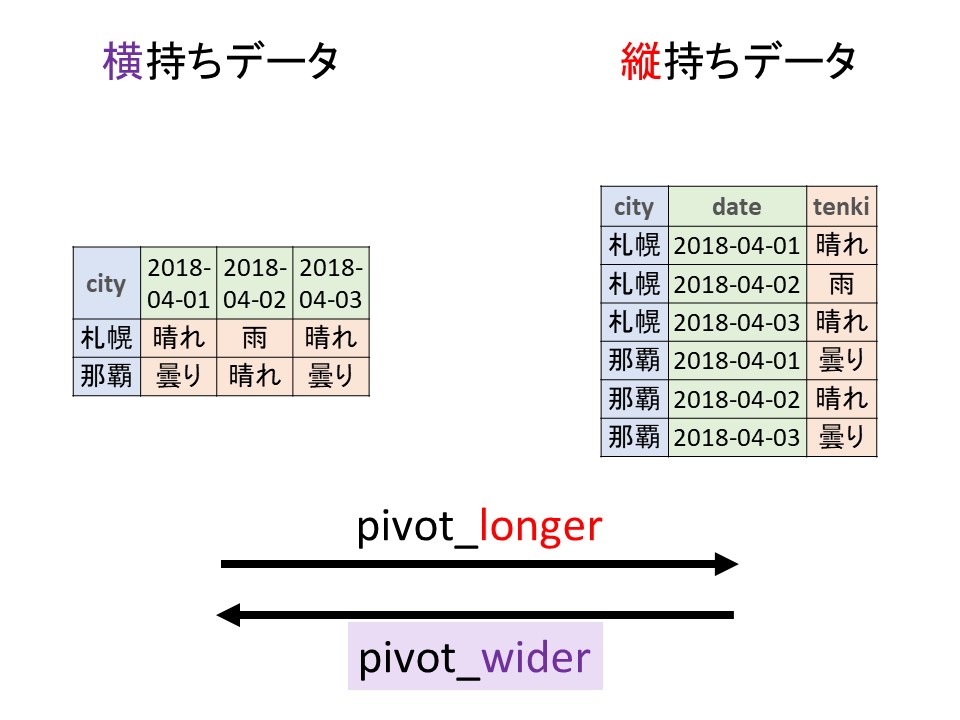 横持ちデータ
縦持ちデータ
city 2018-04-01 2018-04-02 2018-04-03
札幌 晴れ 雨 晴れ
那覇 曇り 晴れ 曇り
city date tenki
札幌 2018-04-01 晴れ
札幌 2018-04-02 雨
札幌 2018-04-03 晴れ
那覇 2018-04-01 曇り
那覇 2018-04-02 晴れ
那覇 2018-04-03 曇り
pivot_longer
pivot_wider